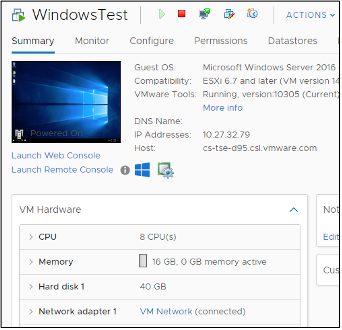 WindowsTest
ACTIONS
Summary Monitor Configure Permissions Datastores
Guest OS: Microsoft Windows Server 2016
Compatibility: ESXi 6.7 and later (VM version 14
VMware Tools: Running, version:10305 (Current)
More info
DNS Name:
IP Addresses: 10.27.32.79
Host: cs-tse-d95.csl.vmware.com
Powered On
Launch Web Console
Launch Remote Console
VM Hardware
CPU 8 CPU(s)
Memory 16 GB, 0 GB memory active
Hard disk 1 40 GB
Network adapter 1 VM Network (connected)
Not
Edit
Cus